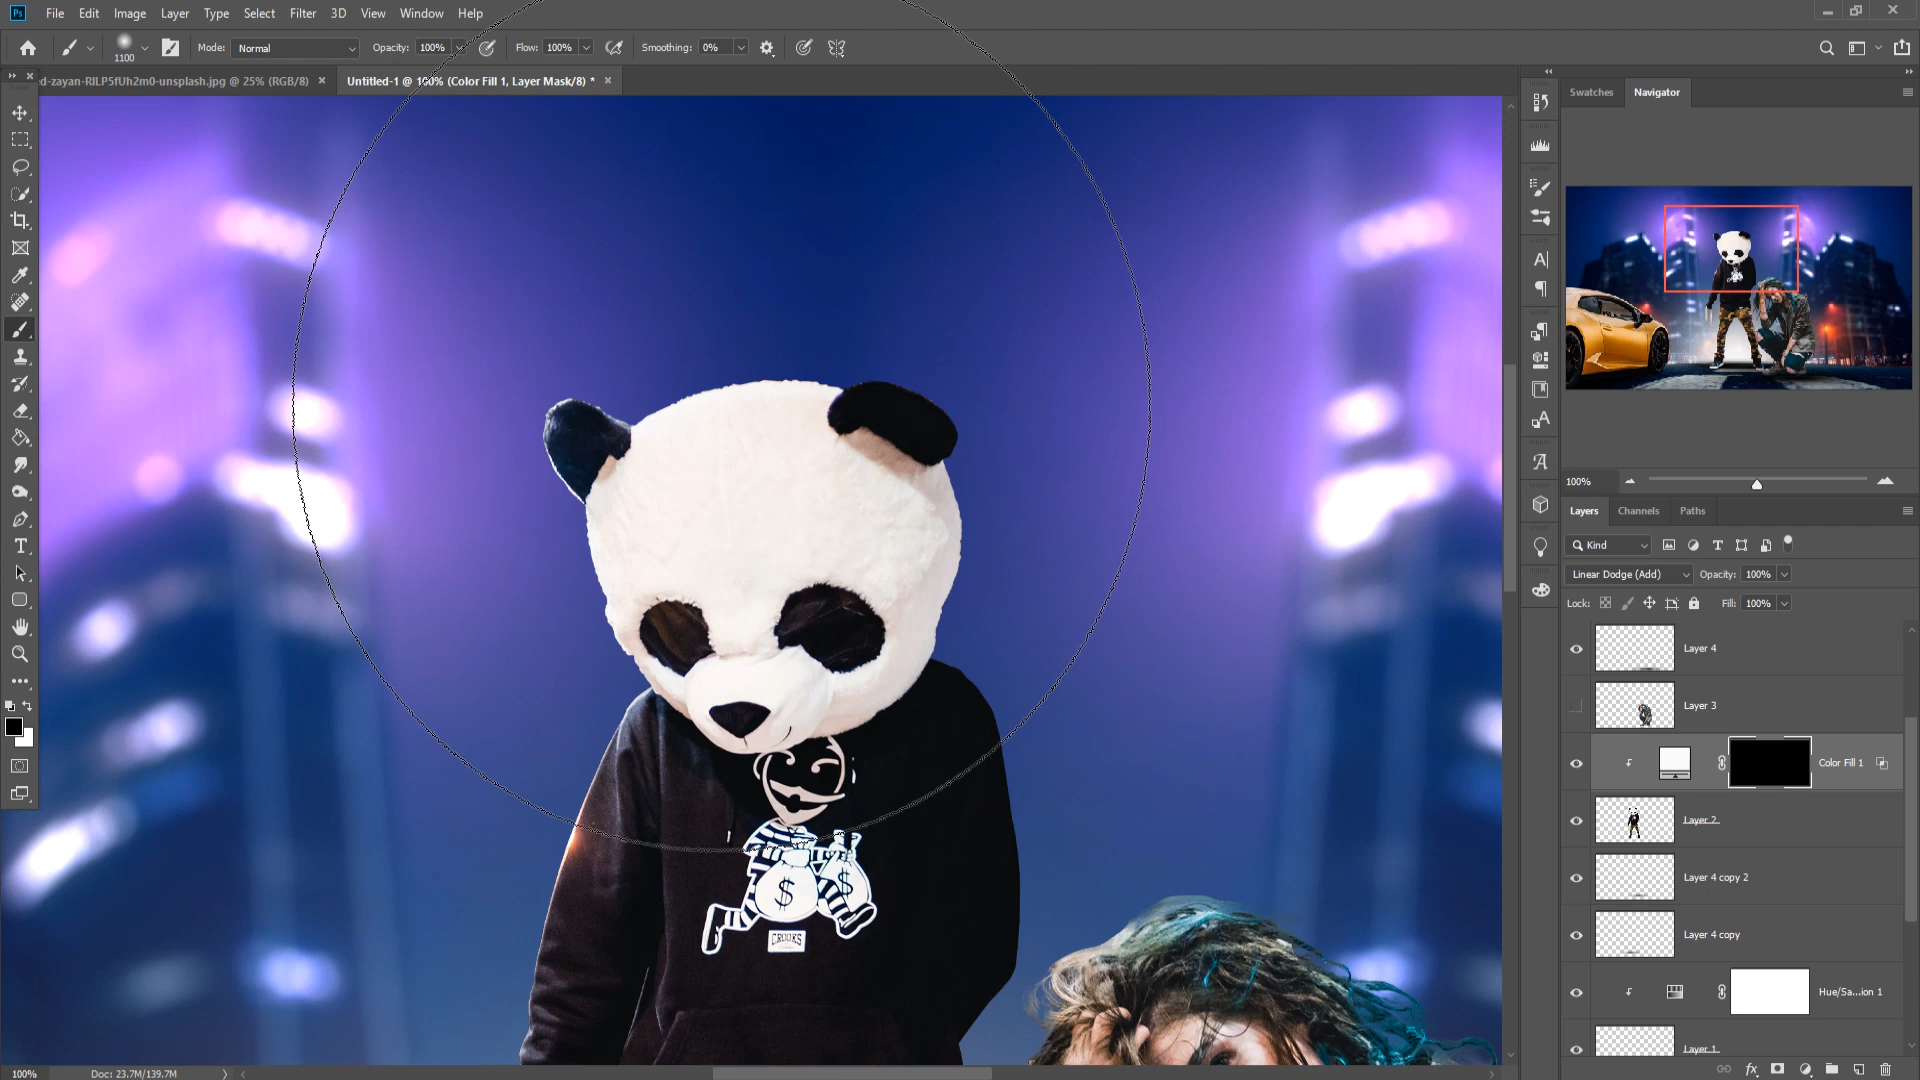 Ps File Edit Image Layer Type Select Filter 3D View Window Help
1100 Mode: Normal Opacity: 100% Flow: 100% Smoothing: 0%
d-zayan-RILP5fUh2m0-unsplash.jpg @ 25% (RGB/8) × Untitled-1 @ 100% (Color Fill 1, Layer Mask/8) * ×
Swatches Navigator
100%
Layers Channels Paths
Kind
Linear Dodge (Add) Opacity: 100%
Lock: Fill: 100%
Layer 4
Layer 3
Color Fill 1
Layer 2
Layer 4 copy 2
Layer 4 copy
Hue/Sa...ion 1
Layer 1
$ $
CROOKS
100% Doc: 23.7M/139.7M